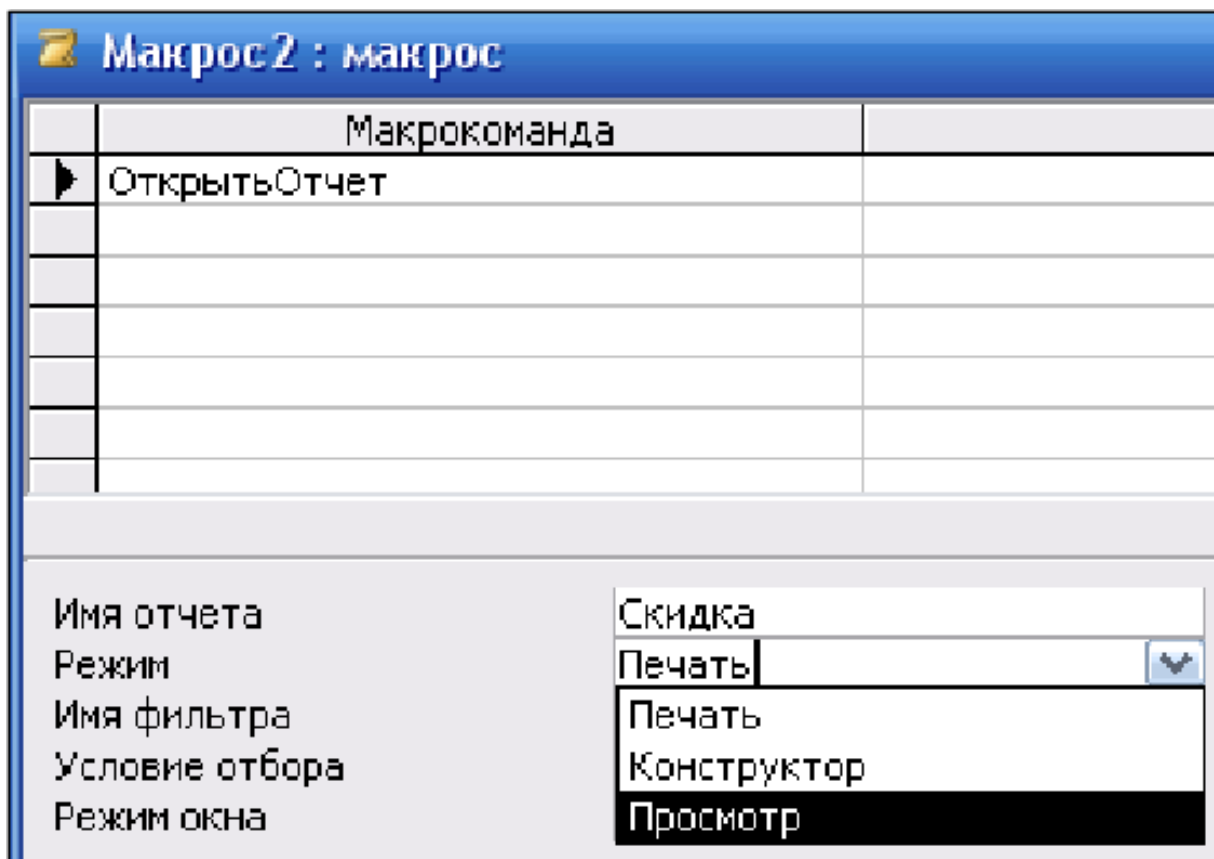 Макрос2 : макрос
Макрокоманда
ОткрытьОтчет
Имя отчета Скидка
Режим Печать
Имя фильтра Печать
Условие отбора Конструктор
Режим окна Просмотр